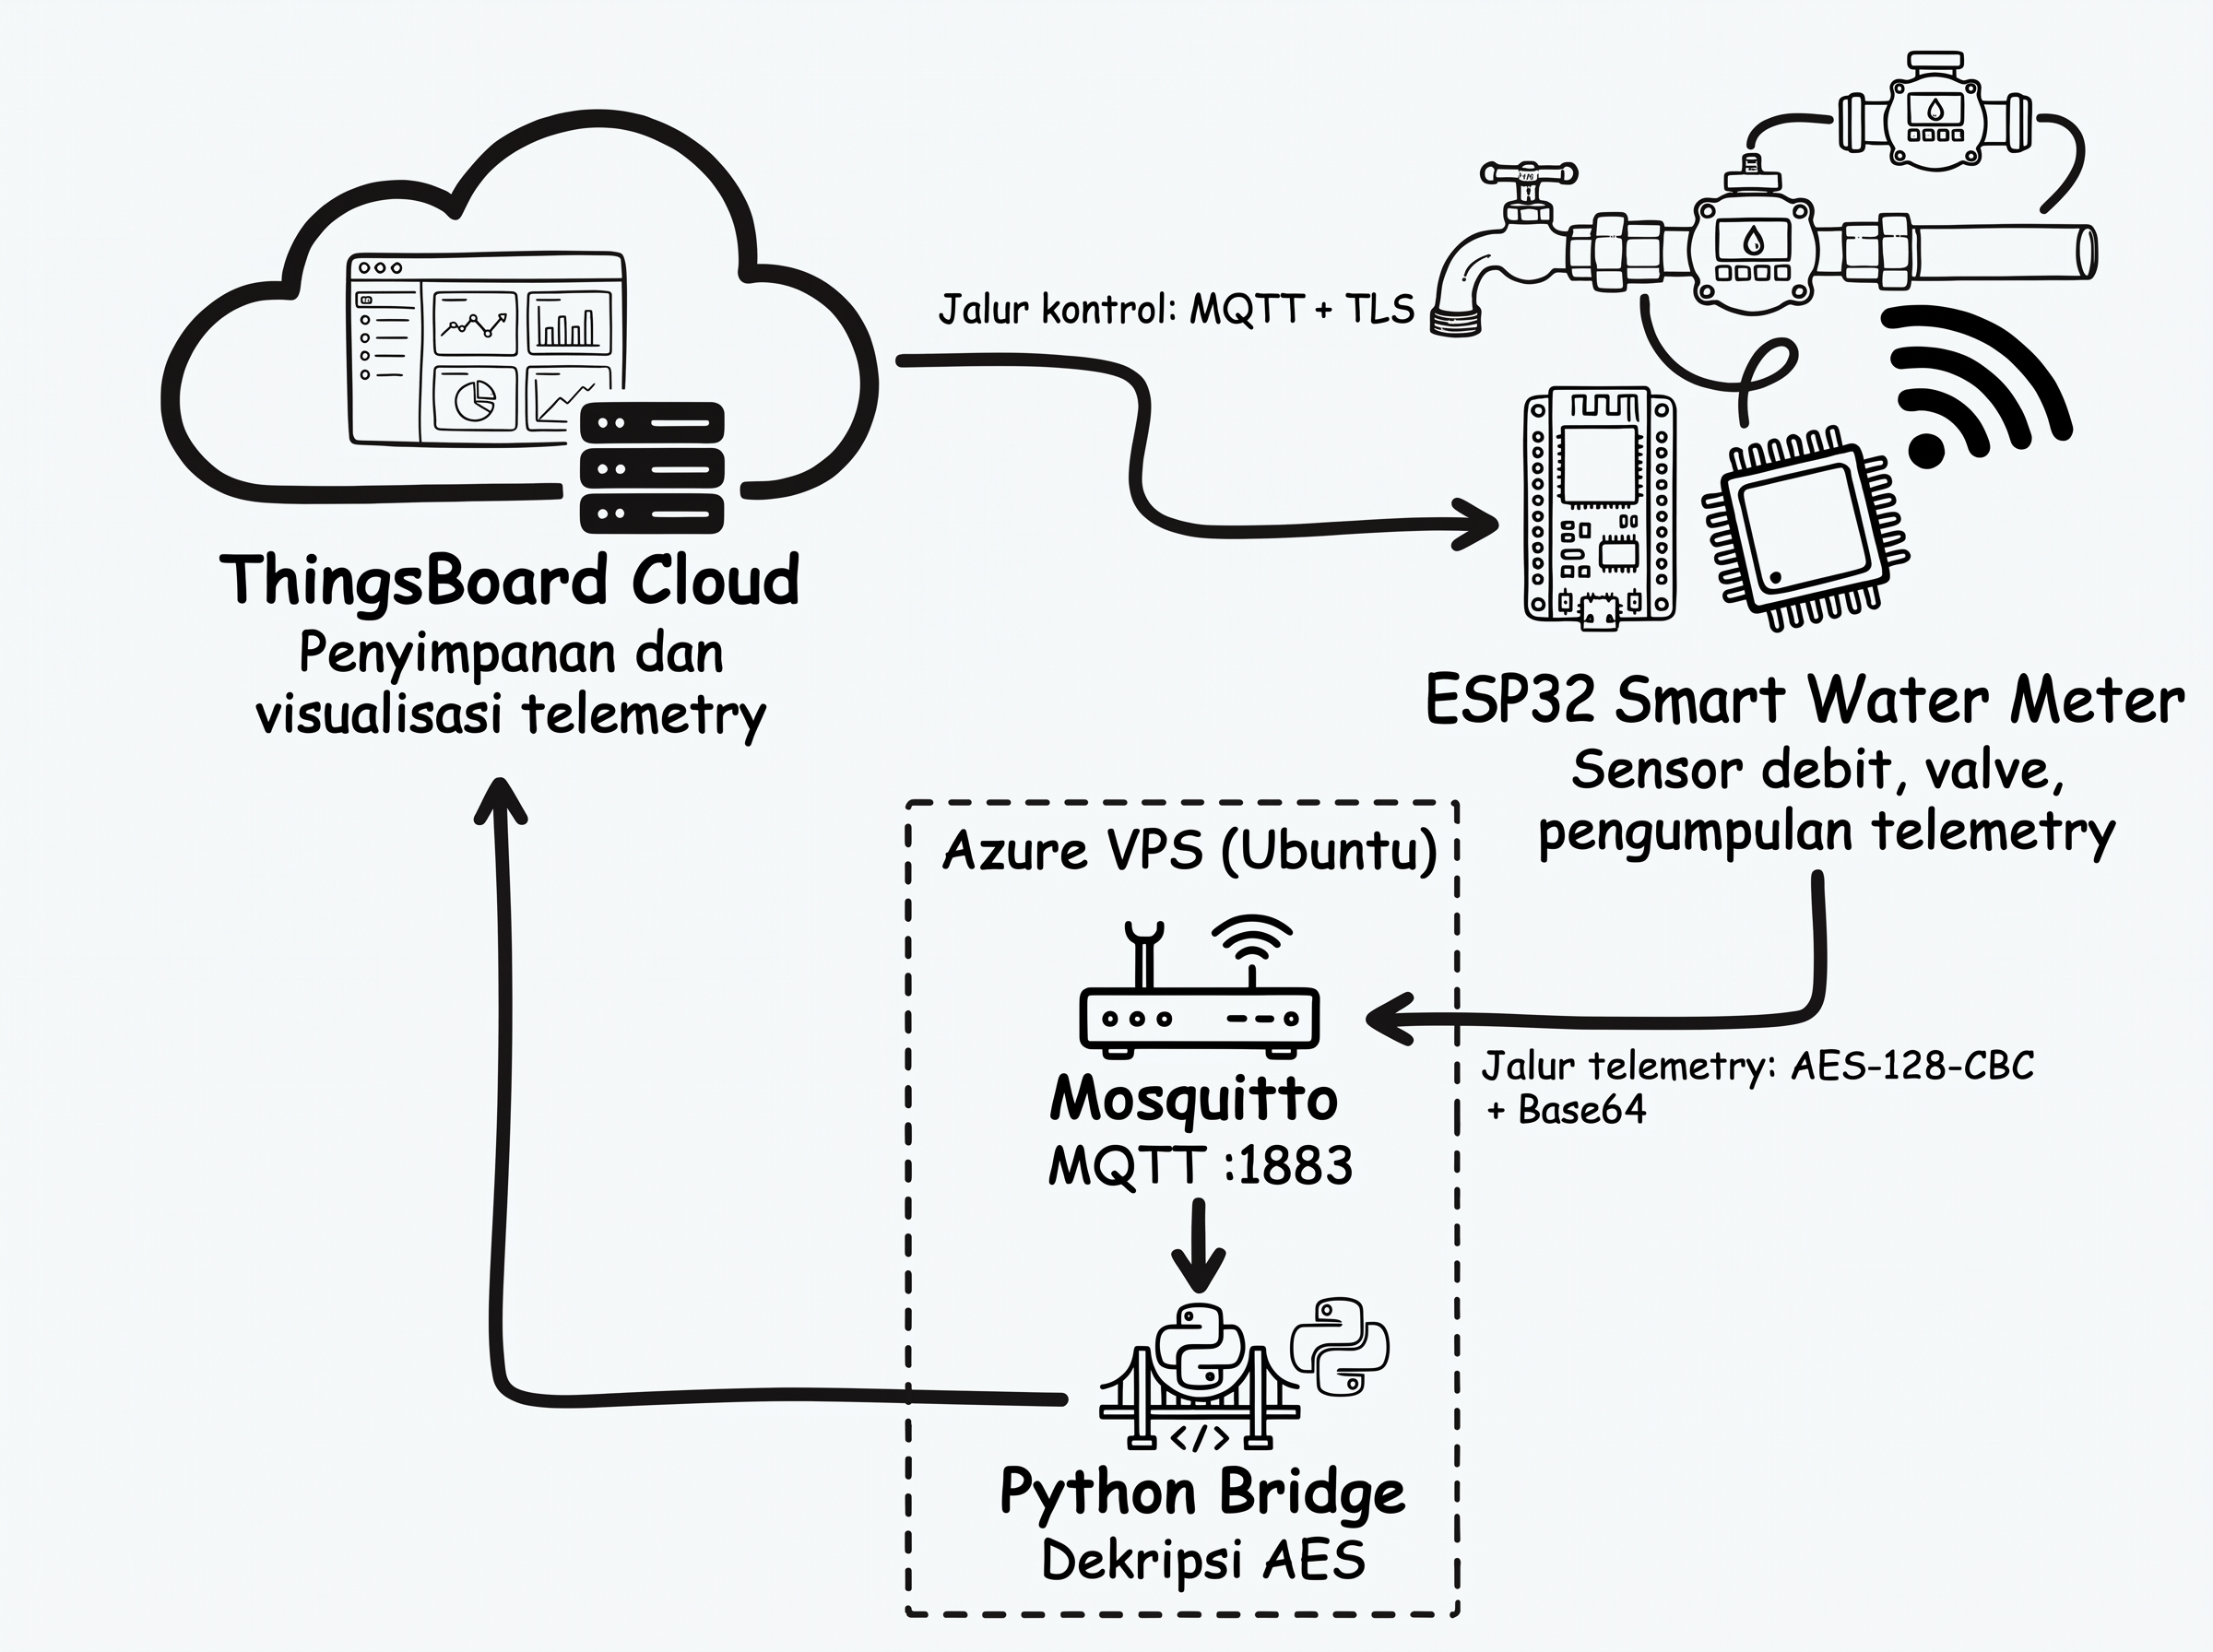 Jalur kontrol: MQTT + TLS
ThingsBoard Cloud
Penyimpanan dan
visualisasi telemetry
ESP32 Smart Water Meter
Sensor debit, valve,
pengumpulan telemetry
Azure VPS (Ubuntu)
Mosquitto
MQTT :1883
Jalur telemetry: AES-128-CBC
+ Base64
</>
Python Bridge
Dekripsi AES